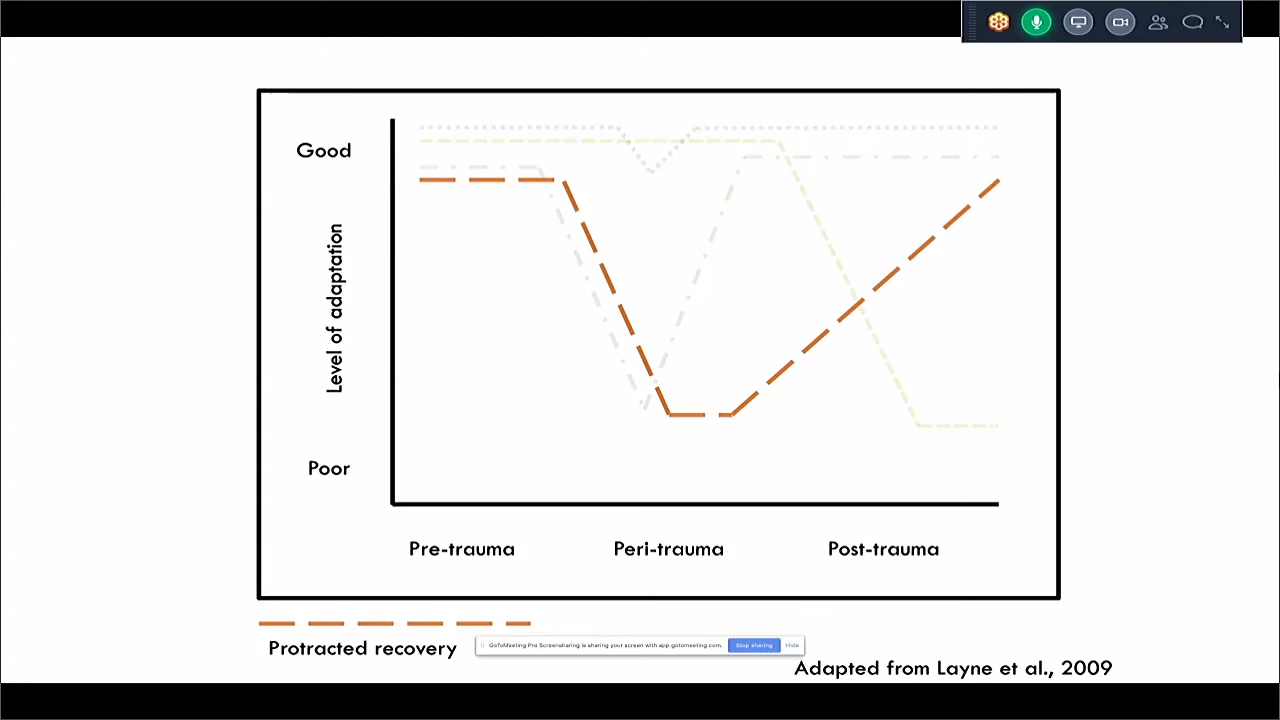 Good
Level of adaptation
Poor
Pre-trauma
Peri-trauma
Post-trauma
Protracted recovery
GoToMeeting Pro Screensharing is sharing your screen with app.gotomeeting.com.
Stop sharing
Hide
Adapted from Layne et al., 2009